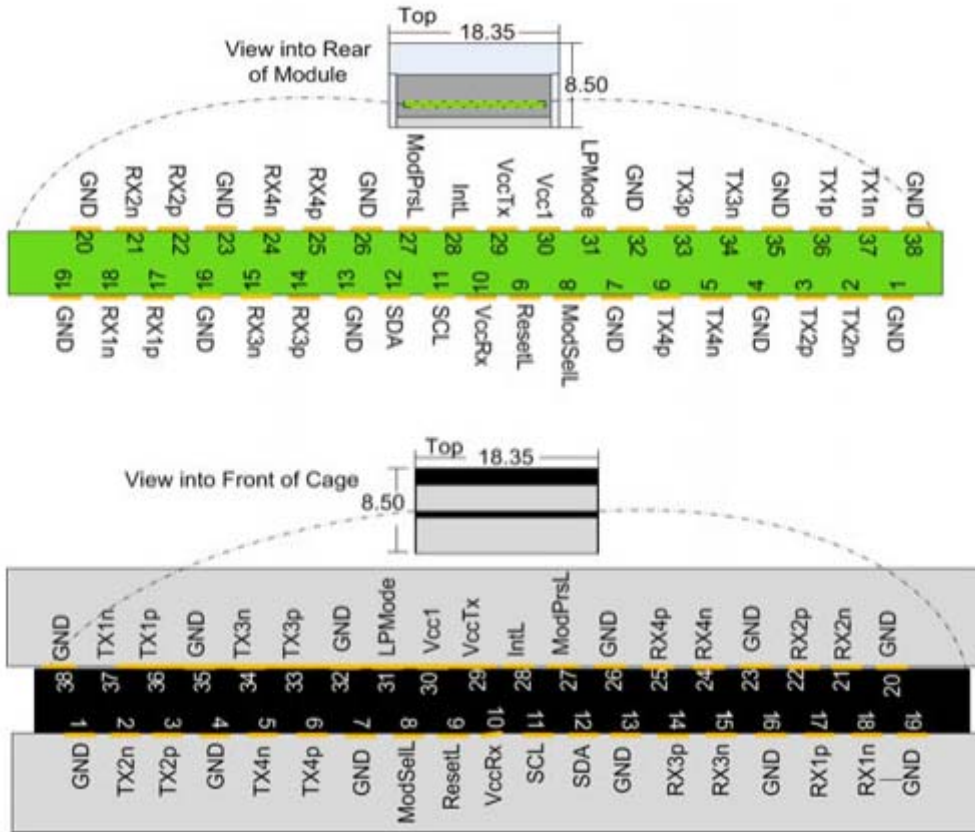 Top
18.35
View into Rear
of Module
8.50
GND RX2n RX2p GND RX4n RX4p GND ModPrsL IntL VccTx Vcc1 LPMode GND TX3p TX3n GND TX1p TX1n GND
20 21 22 23 24 25 26 27 28 29 30 31 32 33 34 35 36 37 38
19 18 17 16 15 14 13 12 11 10 9 8 7 6 5 4 3 2 1
GND RX1n RX1p GND RX3n RX3p GND SDA SCL VccRx ResetL ModSelL GND TX4p TX4n GND TX2p TX2n GND
Top
18.35
View into Front of Cage
8.50
GND TX1n TX1p GND TX3n TX3p GND LPMode Vcc1 VccTx IntL ModPrsL GND RX4p RX4n GND RX2p RX2n GND
38 37 36 35 34 33 32 31 30 29 28 27 26 25 24 23 22 21 20
1 2 3 4 5 6 7 8 9 10 11 12 13 14 15 16 17 18 19
GND TX2n TX2p GND TX4n TX4p GND ModSelL ResetL VccRx SCL SDA GND RX3p RX3n GND RX1p RX1n GND